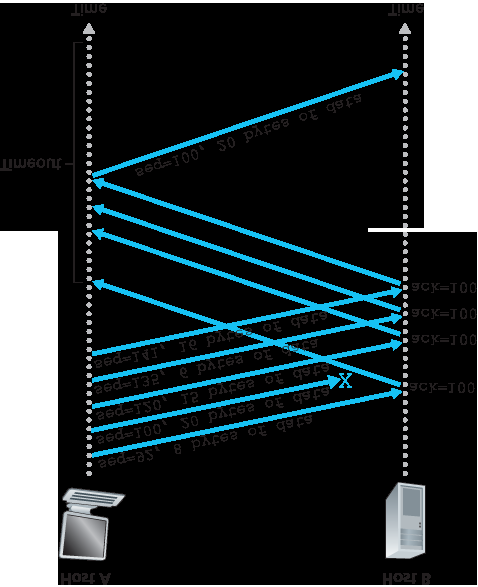 Host A
Host B
seq=92, 8 bytes of data
seq=100, 20 bytes of data
seq=120, 15 bytes of data
seq=135, 6 bytes of data
seq=141, 16 bytes of data
X
ack=100
ack=100
ack=100
ack=100
Timeout
seq=100, 20 bytes of data
Time
Time